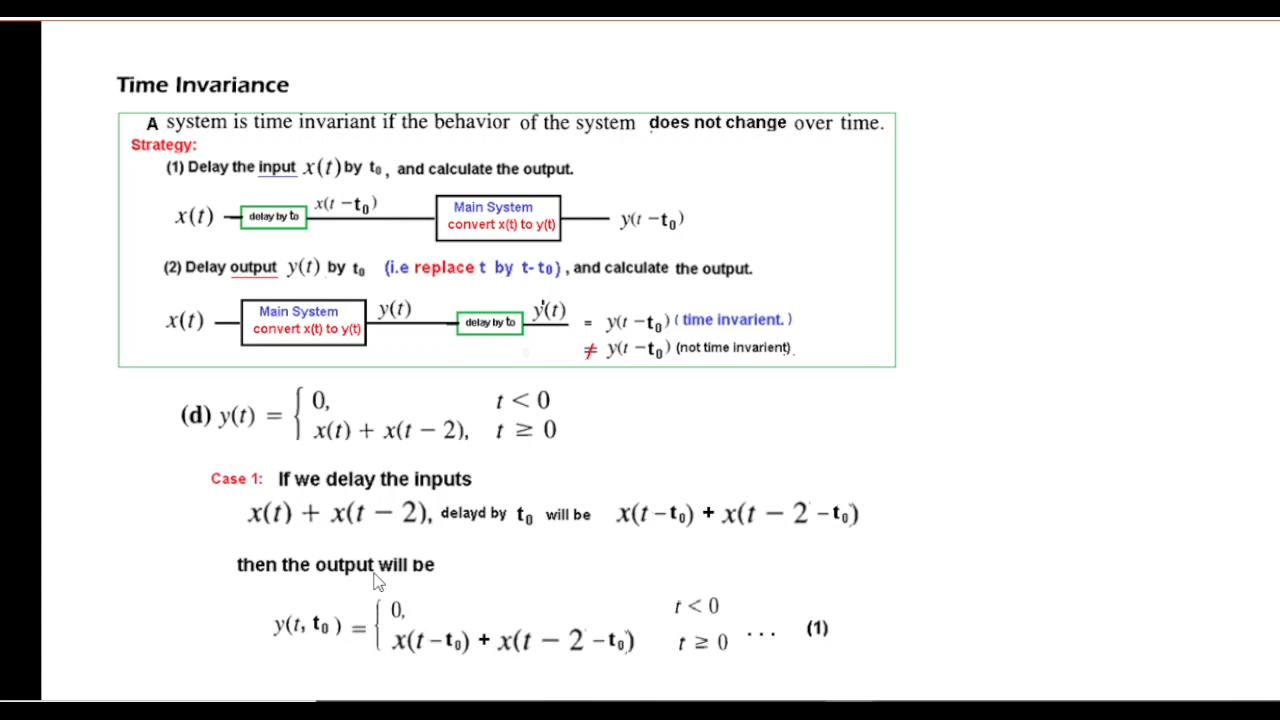 Time Invariance
A system is time invariant if the behavior of the system does not change over time.
Strategy:
(1) Delay the input x(t) by t₀, and calculate the output.
x(t) delay by t₀ x(t − t₀) Main System convert x(t) to y(t) y(t − t₀)
(2) Delay output y(t) by t₀ (i.e replace t by t- t₀), and calculate the output.
x(t) Main System convert x(t) to y(t) y(t) delay by t₀ y'(t) = y(t − t₀) ( time invarient. )
≠ y(t − t₀) (not time invarient).
(d) y(t) = { 0, t < 0
x(t) + x(t − 2), t ≥ 0
Case 1: If we delay the inputs
x(t) + x(t − 2), delayd by t₀ will be x(t − t₀) + x(t − 2 − t₀)
then the output will be
y(t, t₀) = { 0, t < 0
x(t − t₀) + x(t − 2 − t₀) t ≥ 0 ... (1)